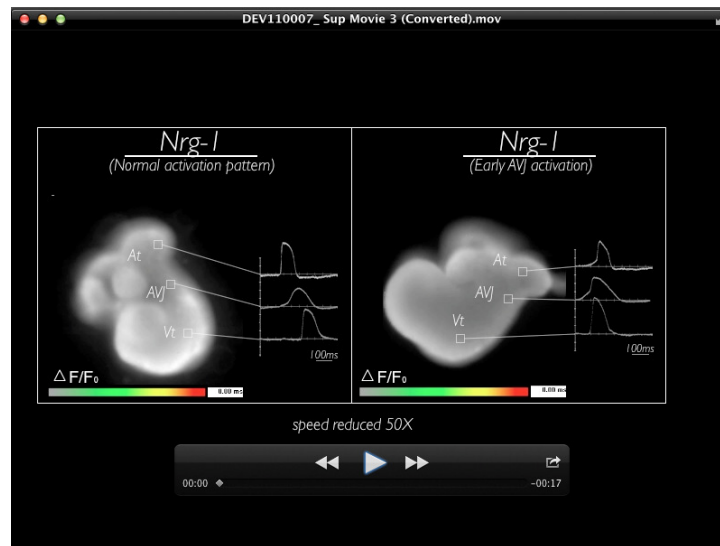 DEV110007_ Sup Movie 3 (Converted).mov
Nrg-1
(Normal activation pattern)
At
AVJ
Vt
100ms
△ F/F₀
0.00 ms
Nrg-1
(Early AVJ activation)
At
AVJ
Vt
100ms
△ F/F₀
0.00 ms
speed reduced 50X
00:00
-00:17